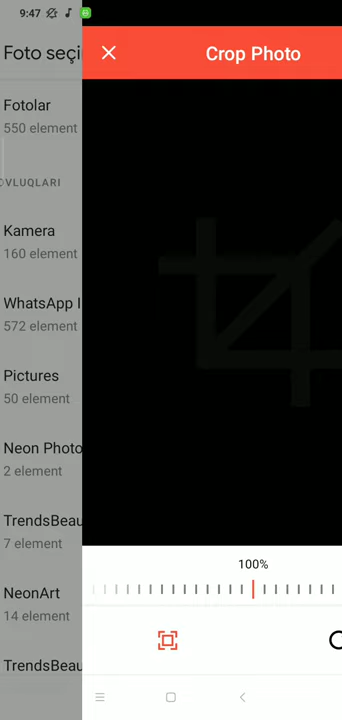 9:47
Foto seçi
Crop Photo
Fotolar
550 element
OVLUQLARI
Kamera
160 element
WhatsApp I
572 element
Pictures
50 element
Neon Photo
2 element
TrendsBeau
7 element
NeonArt
14 element
TrendsBeau
100%